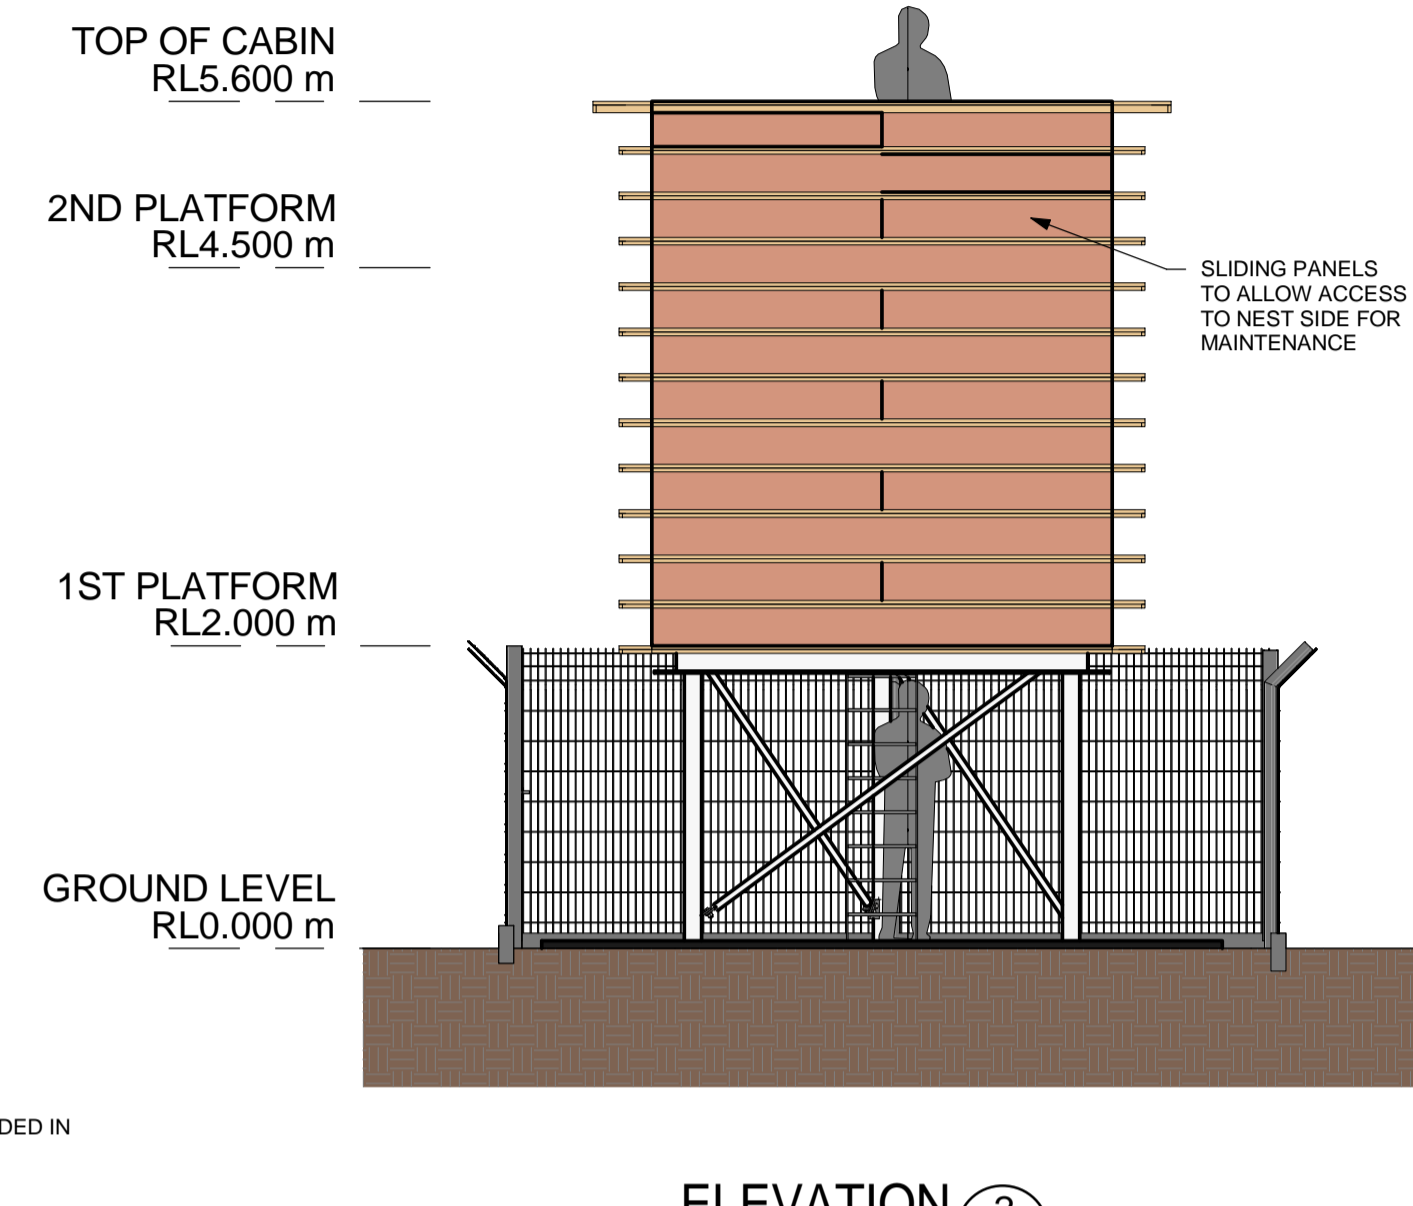 TOP OF CABIN
RL5.600 m
2ND PLATFORM
RL4.500 m
SLIDING PANELS
TO ALLOW ACCESS
TO NEST SIDE FOR
MAINTENANCE
1ST PLATFORM
RL2.000 m
GROUND LEVEL
RL0.000 m
DED IN
ELEVATION